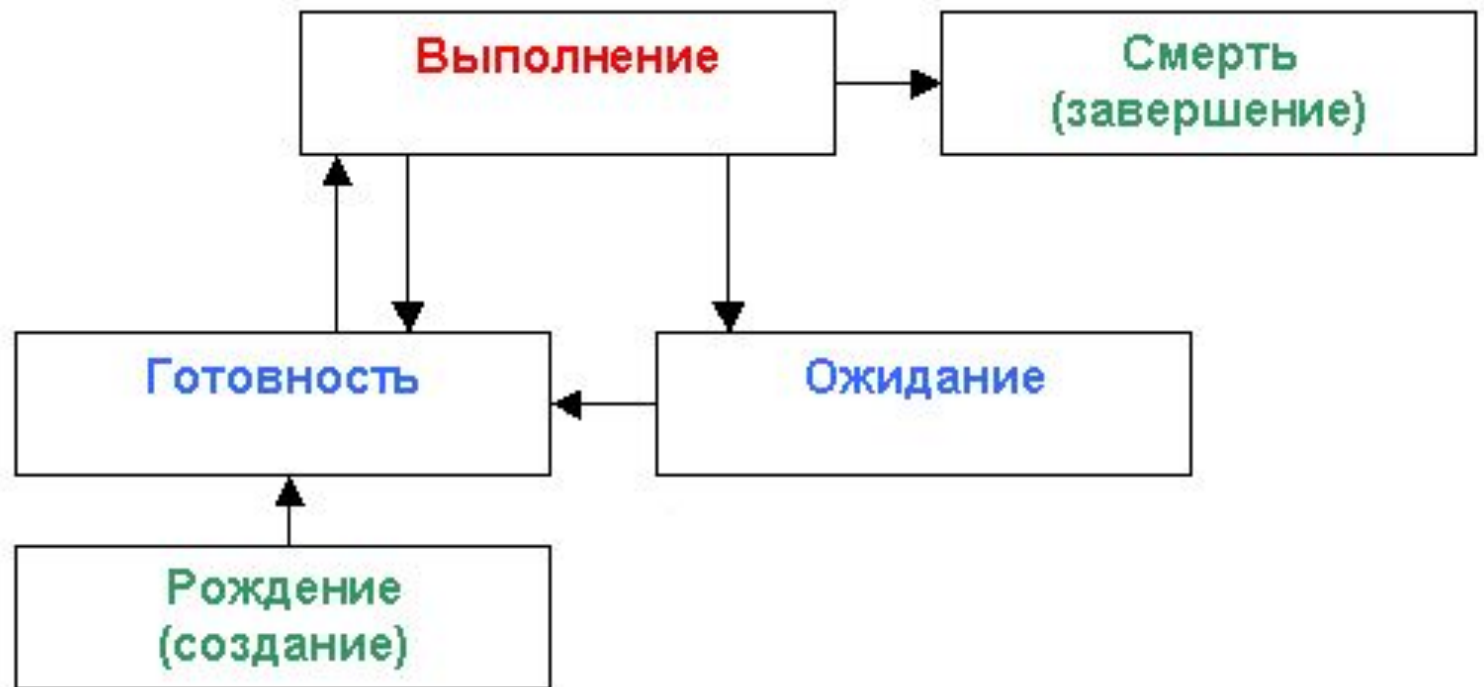 Выполнение
Смерть
(завершение)
Готовность
Ожидание
Рождение
(создание)